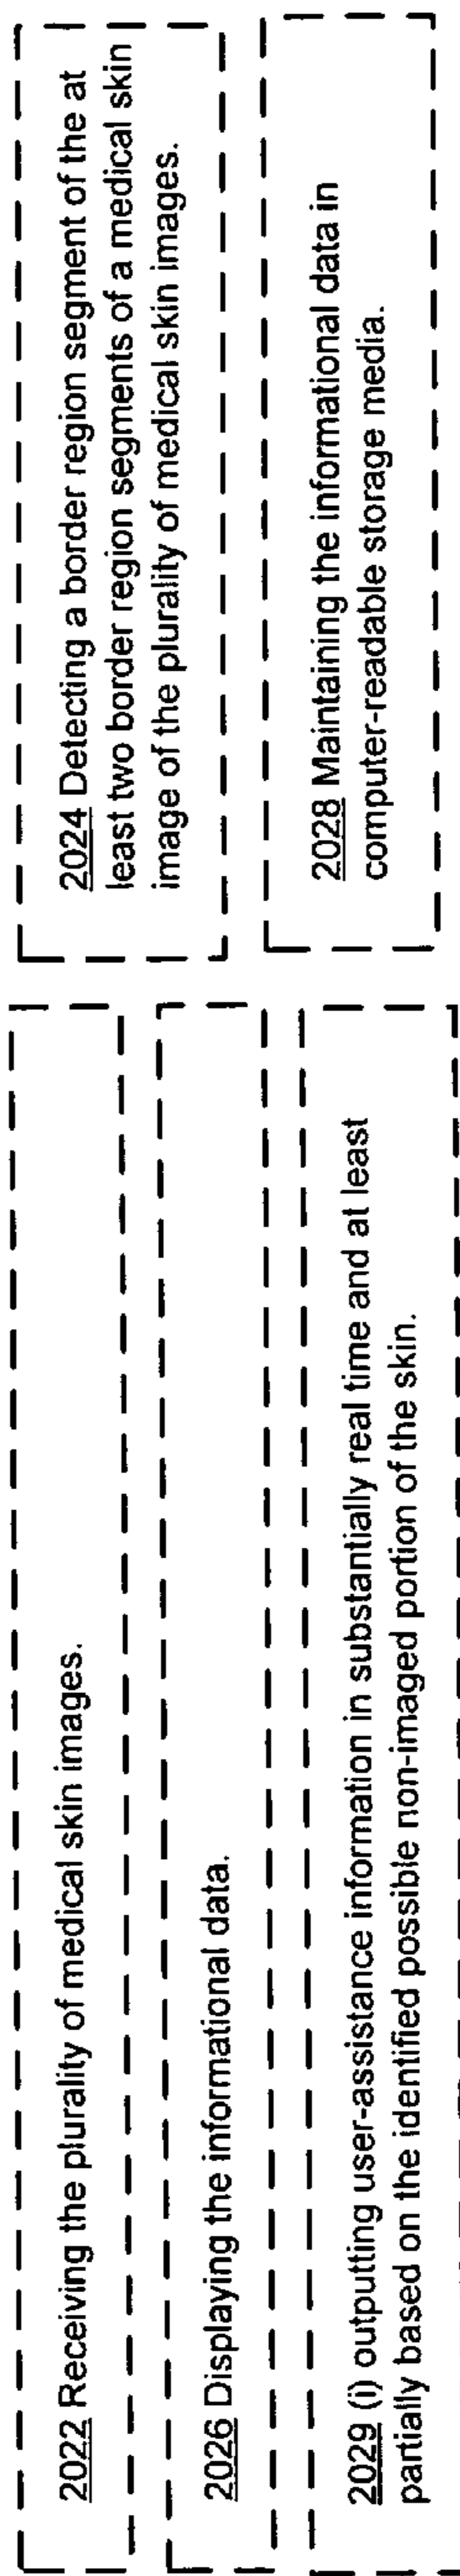 2022 Receiving the plurality of medical skin images.
2024 Detecting a border region segment of the at
least two border region segments of a medical skin
image of the plurality of medical skin images.
2026 Displaying the informational data.
2028 Maintaining the informational data in
computer-readable storage media.
2029 (i) outputting user-assistance information in substantially real time and at least
partially based on the identified possible non-imaged portion of the skin.